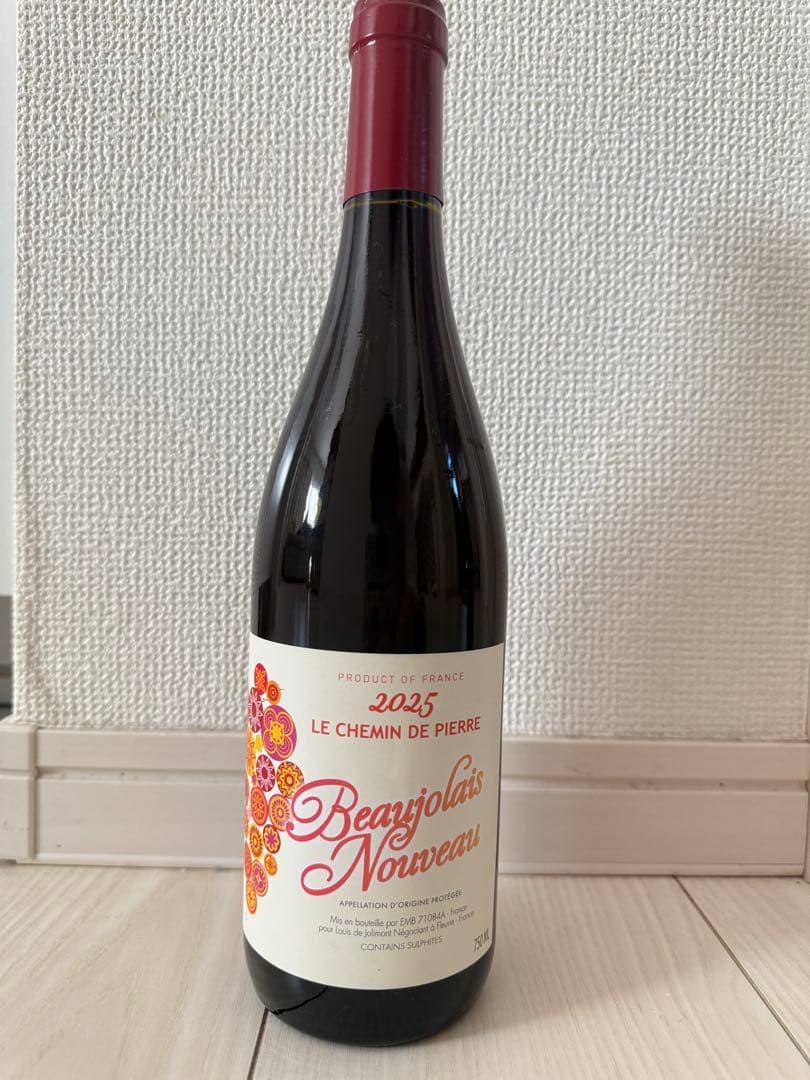 PRODUCT OF FRANCE
2025
LE CHEMIN DE PIERRE
Beaujolais
Nouveau
APPELLATION D'ORIGINE PROTÉGÉE
Mis en bouteille par EMB 71084A - France
pour Louis de Jolimont Négociant à Fleurie - France
CONTAINS SULPHITES
750 ML